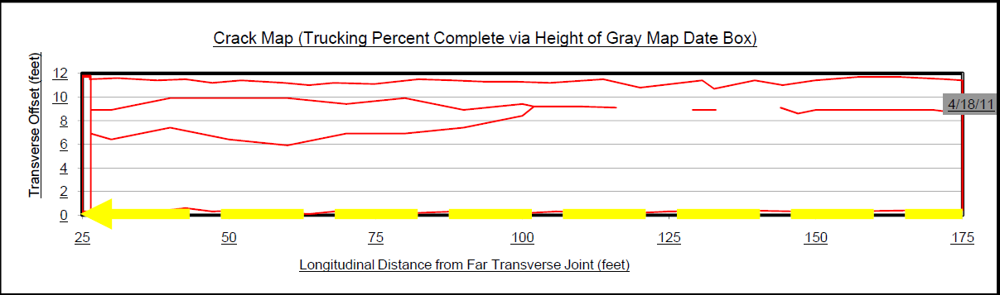 Crack Map (Trucking Percent Complete via Height of Gray Map Date Box)
Transverse Offset (feet)
12
10
8
6
4
2
0
4/18/11
25 50 75 100 125 150 175
Longitudinal Distance from Far Transverse Joint (feet)